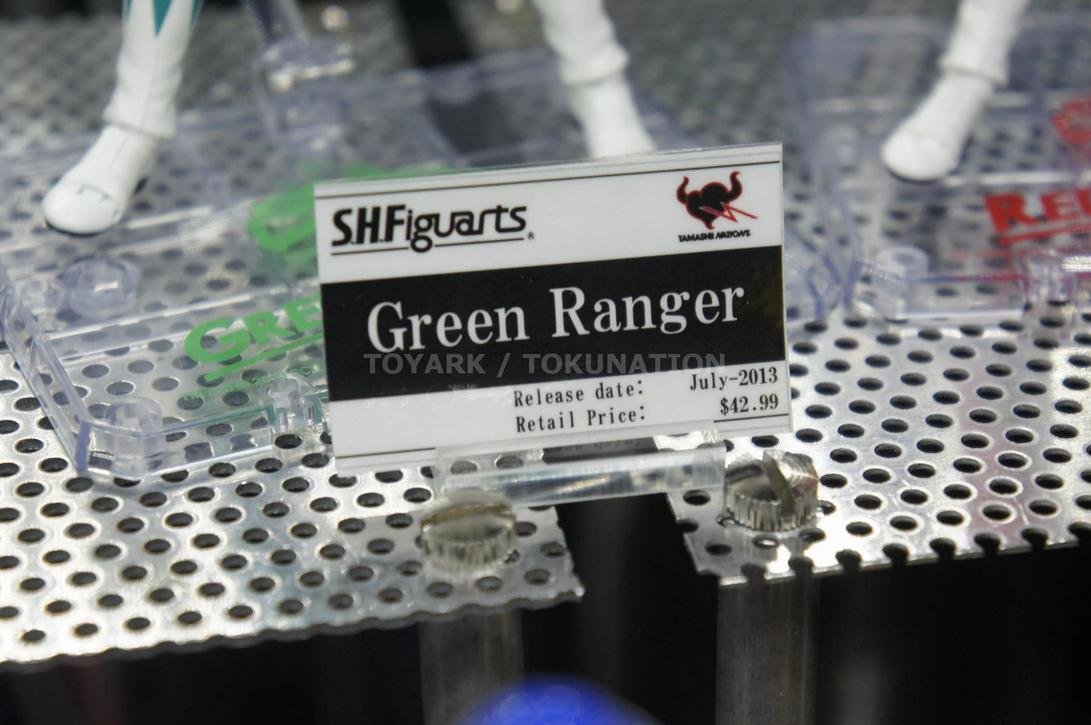 S.H.Figuarts®
TAMASHII NATIONS
Green Ranger
TOYARK / TOKUNATION
Release date: July-2013
Retail Price: $42.99
GRE
RE